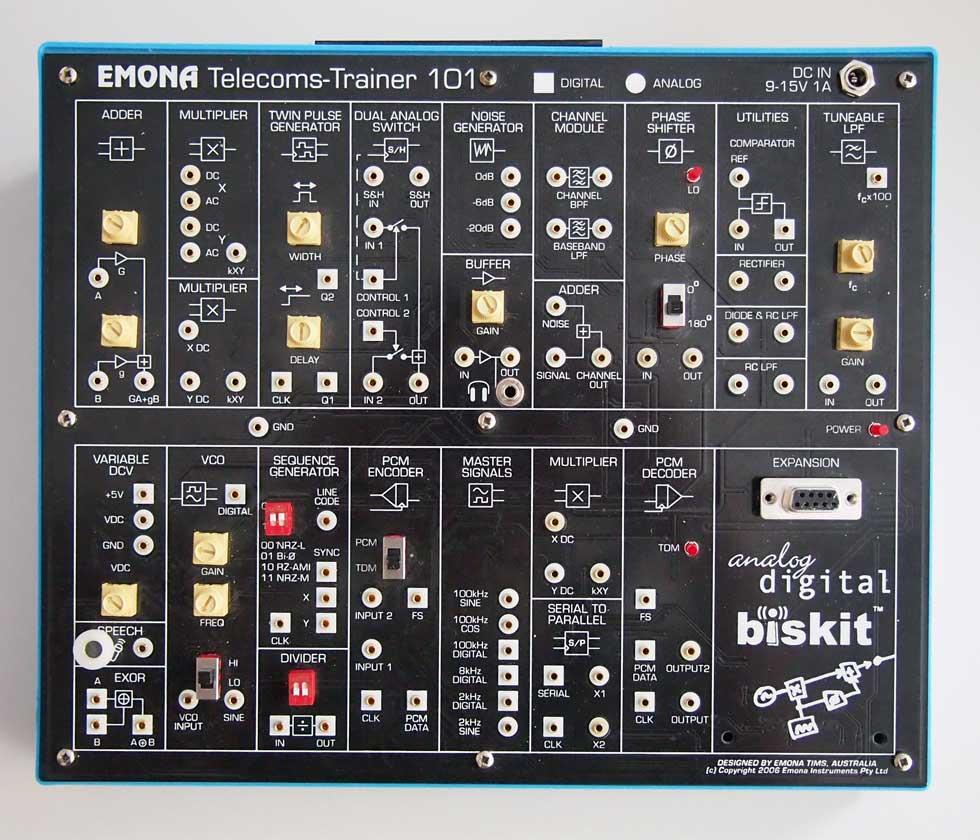 EMONA Telecoms-Trainer 101
DIGITAL
ANALOG
DC IN
9-15V 1A
ADDER
G
A
g
B
GA+gB
MULTIPLIER
X
DC
X
AC
DC
Y
AC
kXY
MULTIPLIER
X
X DC
Y DC
kXY
TWIN PULSE
GENERATOR
WIDTH
Q2
DELAY
CLK
Q1
DUAL ANALOG
SWITCH
S/H
S&H
IN
S&H
OUT
IN 1
CONTROL 1
CONTROL 2
IN 2
OUT
NOISE
GENERATOR
0dB
-6dB
-20dB
BUFFER
GAIN
IN
OUT
CHANNEL
MODULE
CHANNEL
BPF
BASEBAND
LPF
ADDER
NOISE
SIGNAL
CHANNEL
OUT
PHASE
SHIFTER
Ø
LO
PHASE
0°
180°
IN
OUT
UTILITIES
COMPARATOR
REF
IN
OUT
RECTIFIER
DIODE & RC LPF
RC LPF
TUNEABLE
LPF
fcx100
fc
GAIN
IN
OUT
GND
GND
POWER
VARIABLE
DCV
+5V
VDC
GND
VDC
SPEECH
EXOR
A
B
A⊕B
VCO
DIGITAL
GAIN
FREQ
HI
LO
VCO
INPUT
SINE
SEQUENCE
GENERATOR
LINE
CODE
00 NRZ-L
01 Bi-Ø
10 RZ-AMI
11 NRZ-M
SYNC
X
Y
CLK
DIVIDER
÷
IN
OUT
PCM
ENCODER
PCM
TDM
INPUT 2
FS
INPUT 1
CLK
PCM
DATA
MASTER
SIGNALS
100kHz
SINE
100kHz
COS
100kHz
DIGITAL
8kHz
DIGITAL
2kHz
DIGITAL
2kHz
SINE
MULTIPLIER
X
X DC
Y DC
kXY
SERIAL TO
PARALLEL
S/P
SERIAL
X1
CLK
X2
PCM
DECODER
TDM
FS
PCM
DATA
OUTPUT2
CLK
OUTPUT
EXPANSION
analog
digital
biskit™
DESIGNED BY EMONA TIMS, AUSTRALIA
(c) Copyright 2006 Emona Instruments Pty Ltd